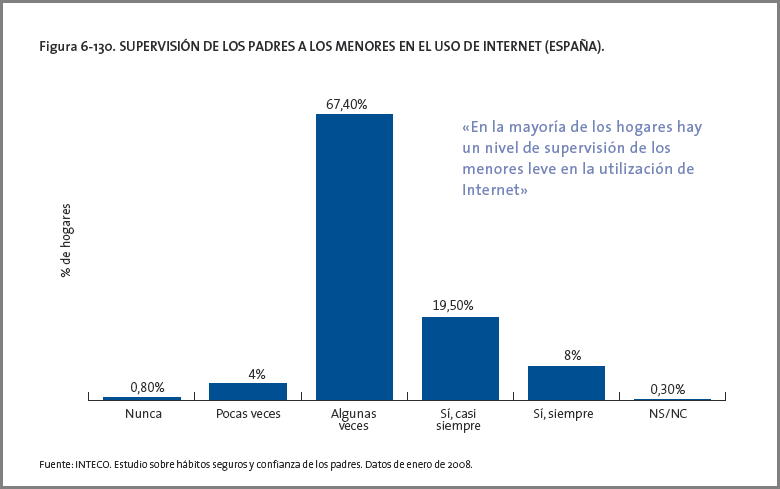 Figura 6-130. SUPERVISIÓN DE LOS PADRES A LOS MENORES EN EL USO DE INTERNET (ESPAÑA).
67,40%
«En la mayoría de los hogares hay
un nivel de supervisión de los
menores leve en la utilización de
Internet»
% de hogares
19,50%
8%
4%
0,80%
0,30%
Nunca
Pocas veces
Algunas
veces
Sí, casi
siempre
Sí, siempre
NS/NC
Fuente: INTECO. Estudio sobre hábitos seguros y confianza de los padres. Datos de enero de 2008.